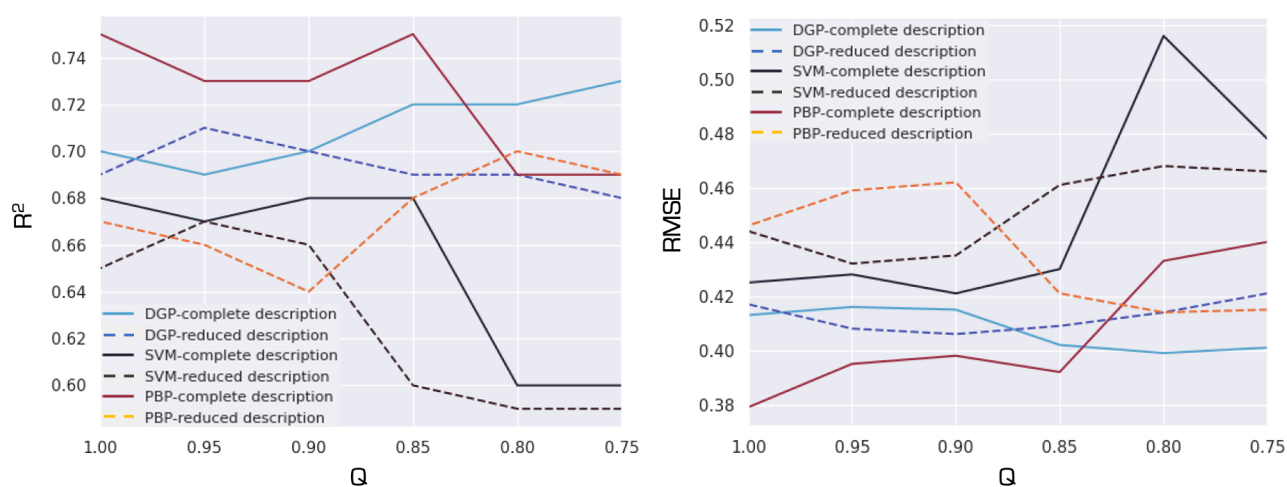 0.74
0.72
0.70
0.68
0.66
0.64
0.62
0.60
R²
DGP-complete description
DGP-reduced description
SVM-complete description
SVM-reduced description
PBP-complete description
PBP-reduced description
1.00 0.95 0.90 0.85 0.80 0.75
Q
0.52
0.50
0.48
0.46
0.44
0.42
0.40
0.38
RMSE
DGP-complete description
DGP-reduced description
SVM-complete description
SVM-reduced description
PBP-complete description
PBP-reduced description
1.00 0.95 0.90 0.85 0.80 0.75
Q